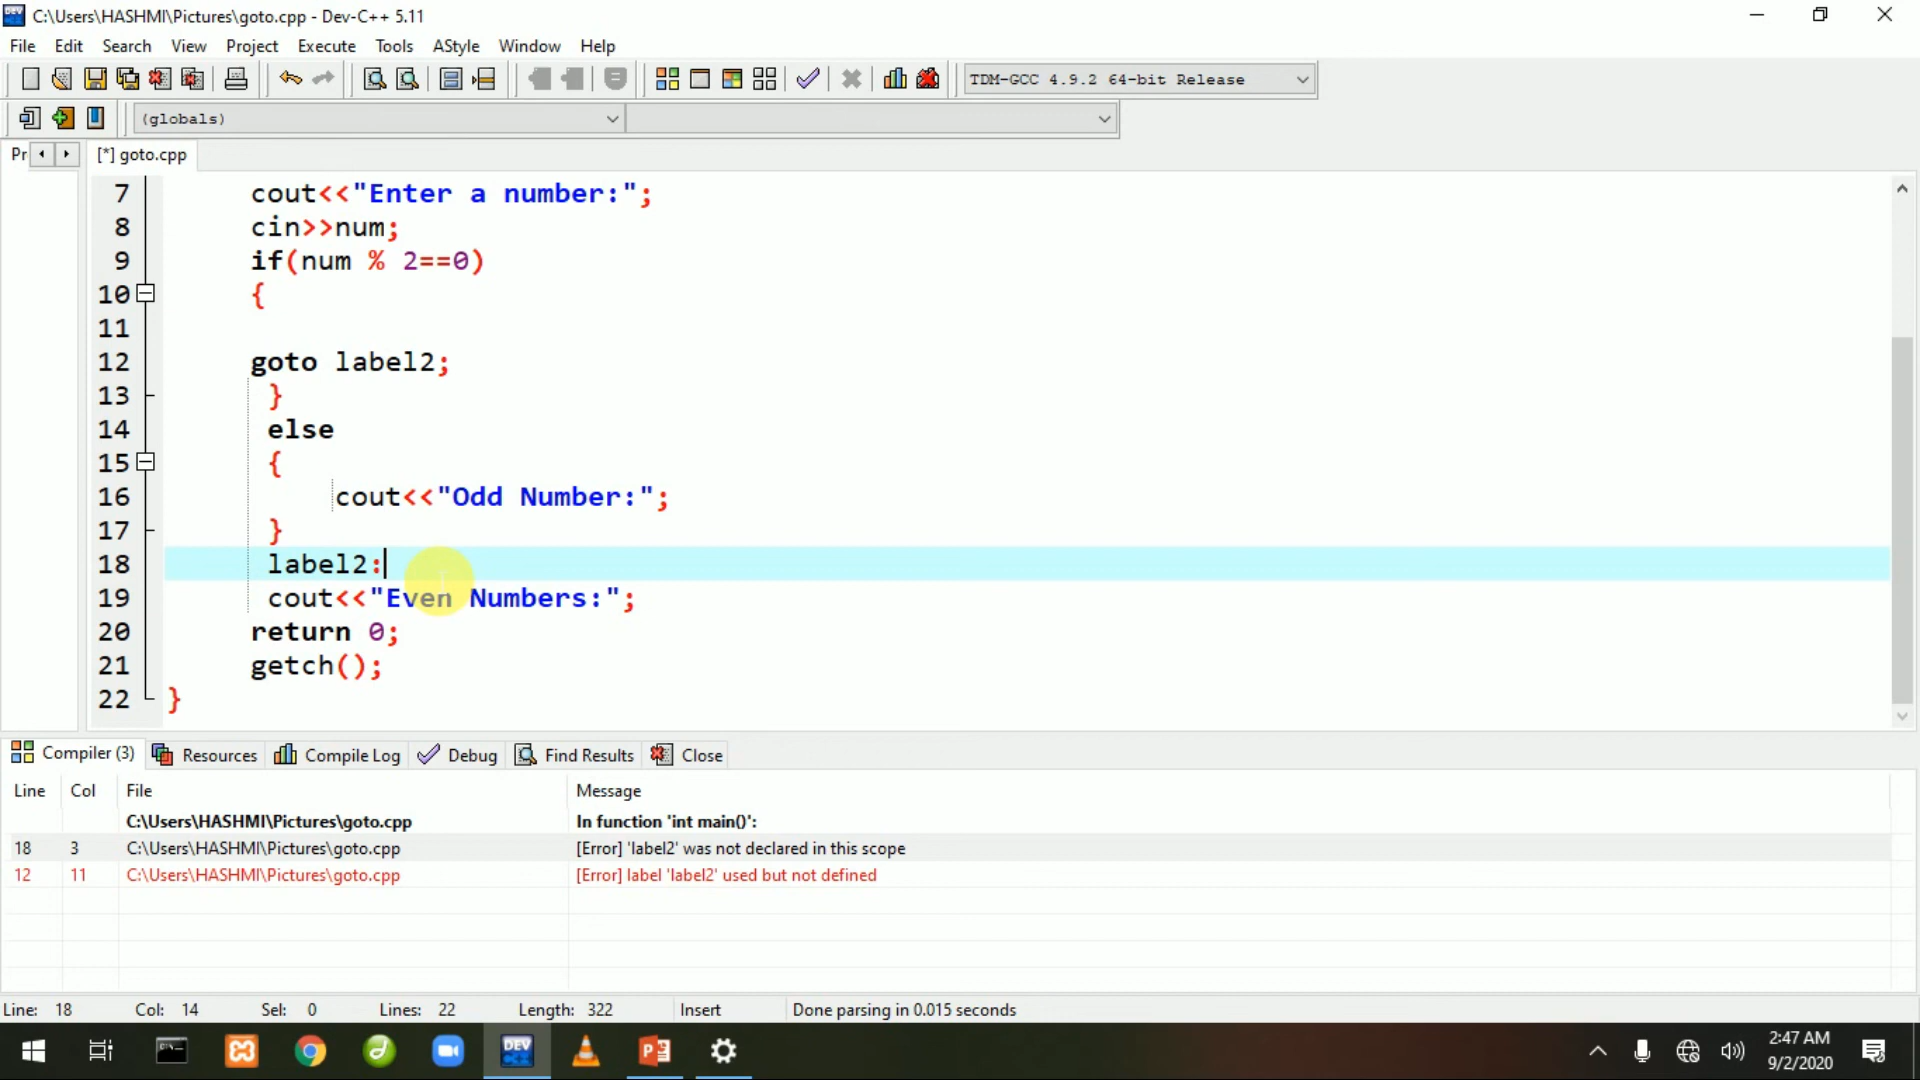 C:\Users\HASHMI\Pictures\goto.cpp - Dev-C++ 5.11
File Edit Search View Project Execute Tools AStyle Window Help
TDM-GCC 4.9.2 64-bit Release
(globals)
Pr [*] goto.cpp
7 cout<<"Enter a number:";
8 cin>>num;
9 if(num % 2==0)
10 {
11
12 goto label2;
13 }
14 else
15 {
16 cout<<"Odd Number:";
17 }
18 label2:
19 cout<<"Even Numbers:";
20 return 0;
21 getch();
22 }
Compiler (3) Resources Compile Log Debug Find Results Close
Line Col File Message
C:\Users\HASHMI\Pictures\goto.cpp In function 'int main()':
18 3 C:\Users\HASHMI\Pictures\goto.cpp [Error] 'label2' was not declared in this scope
12 11 C:\Users\HASHMI\Pictures\goto.cpp [Error] label 'label2' used but not defined
Line: 18 Col: 14 Sel: 0 Lines: 22 Length: 322 Insert Done parsing in 0.015 seconds
2:47 AM
9/2/2020